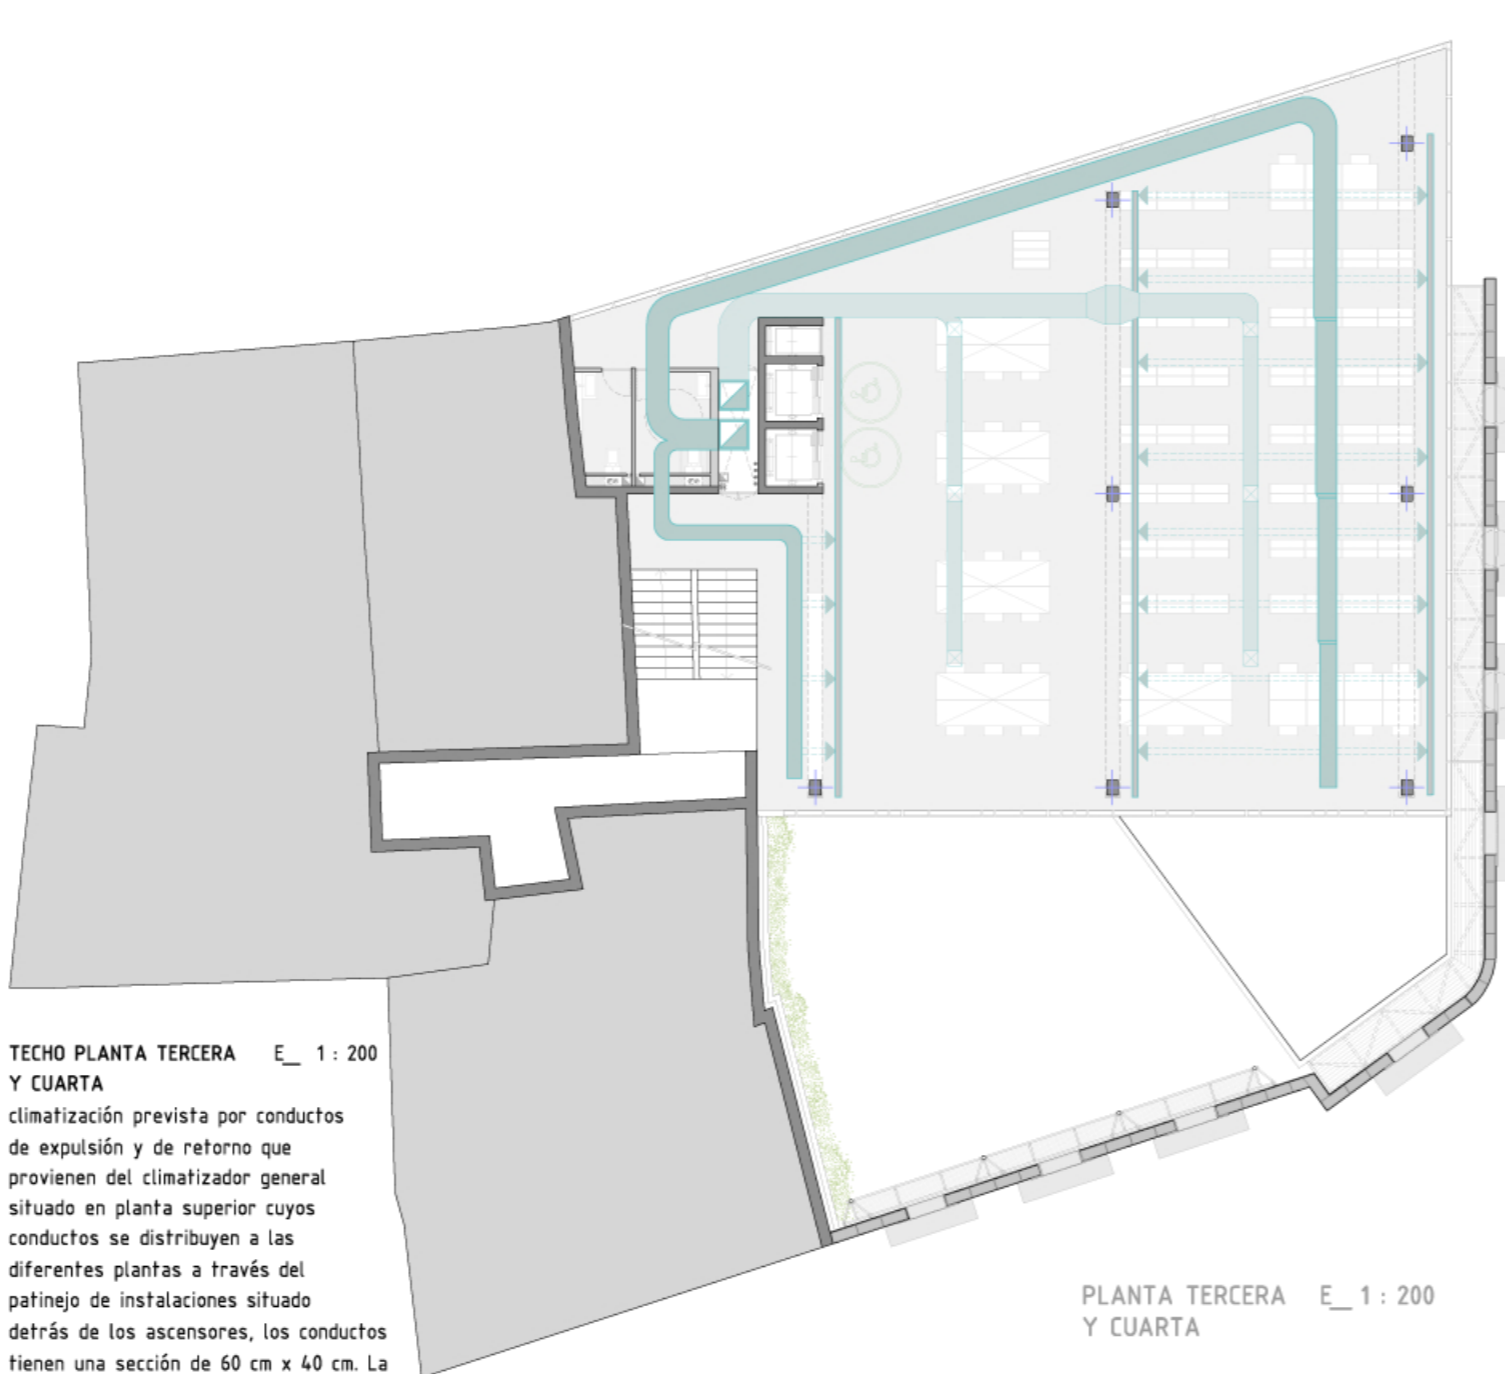 TECHO PLANTA TERCERA E_ 1 : 200
Y CUARTA
climatización prevista por conductos
de expulsión y de retorno que
provienen del climatizador general
situado en planta superior cuyos
conductos se distribuyen a las
diferentes plantas a través del
patinejo de instalaciones situado
detrás de los ascensores, los conductos
tienen una sección de 60 cm x 40 cm. La
PLANTA TERCERA E_ 1 : 200
Y CUARTA